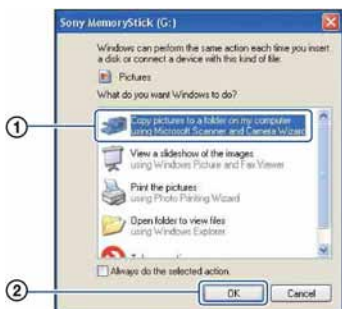 Sony MemoryStick (G:)
Windows can perform the same action each time you insert
a disk or connect a device with this kind of file:
Pictures
What do you want Windows to do?
① Copy pictures to a folder on my computer
using Microsoft Scanner and Camera Wizard
View a slideshow of the images
using Windows Picture and Fax Viewer
Print the pictures
using Photo Printing Wizard
Open folder to view files
using Windows Explorer
Always do the selected action.
② OK Cancel